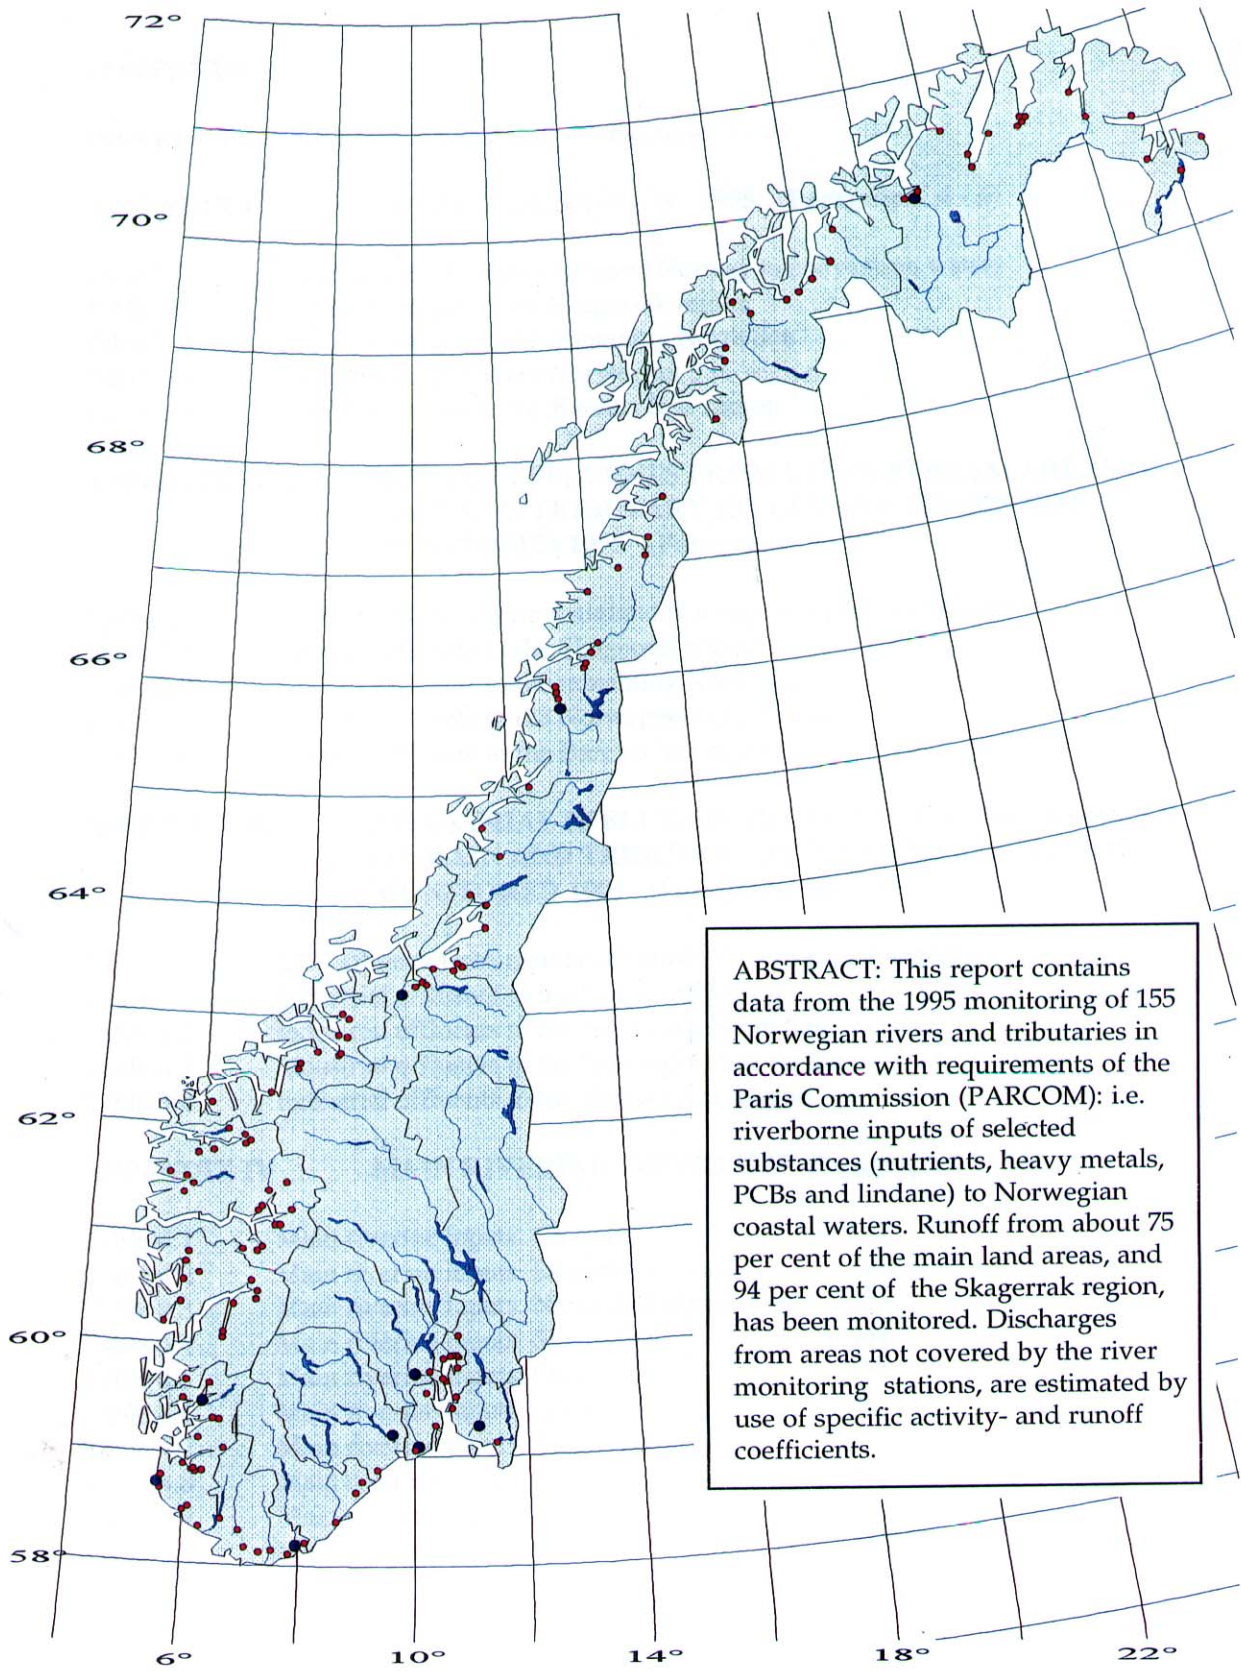 72°
70°
68°
66°
64°
62°
60°
58°
6°
10°
14°
18°
22°
ABSTRACT: This report contains
data from the 1995 monitoring of 155
Norwegian rivers and tributaries in
accordance with requirements of the
Paris Commission (PARCOM): i.e.
riverborne inputs of selected
substances (nutrients, heavy metals,
PCBs and lindane) to Norwegian
coastal waters. Runoff from about 75
per cent of the main land areas, and
94 per cent of the Skagerrak region,
has been monitored. Discharges
from areas not covered by the river
monitoring stations, are estimated by
use of specific activity- and runoff
coefficients.